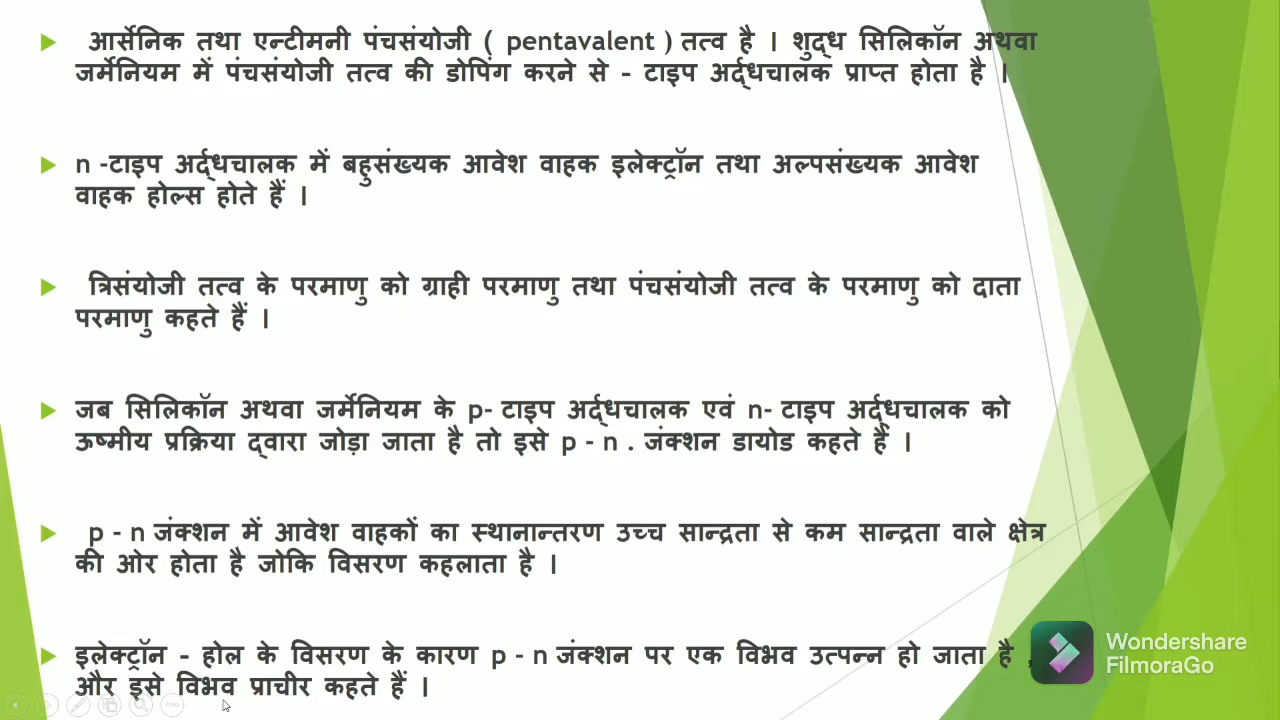 आर्सेनिक तथा एन्टीमनी पंचसंयोजी ( pentavalent ) तत्व है । शुद्ध सिलिकॉन अथवा
जर्मेनियम में पंचसंयोजी तत्व की डोपिंग करने से - टाइप अर्द्धचालक प्राप्त होता है ।
n -टाइप अर्द्धचालक में बहुसंख्यक आवेश वाहक इलेक्ट्रॉन तथा अल्पसंख्यक आवेश
वाहक होल्स होते हैं ।
त्रिसंयोजी तत्व के परमाणु को ग्राही परमाणु तथा पंचसंयोजी तत्व के परमाणु को दाता
परमाणु कहते हैं ।
जब सिलिकॉन अथवा जर्मेनियम के p- टाइप अर्द्धचालक एवं n- टाइप अर्द्धचालक को
ऊष्मीय प्रक्रिया द्वारा जोड़ा जाता है तो इसे p - n . जंक्शन डायोड कहते हैं ।
p - n जंक्शन में आवेश वाहकों का स्थानान्तरण उच्च सान्द्रता से कम सान्द्रता वाले क्षेत्र
की ओर होता है जोकि विसरण कहलाता है ।
इलेक्ट्रॉन - होल के विसरण के कारण p - n जंक्शन पर एक विभव उत्पन्न हो जाता है ,
और इसे विभव प्राचीर कहते हैं ।
Wondershare
FilmoraGo